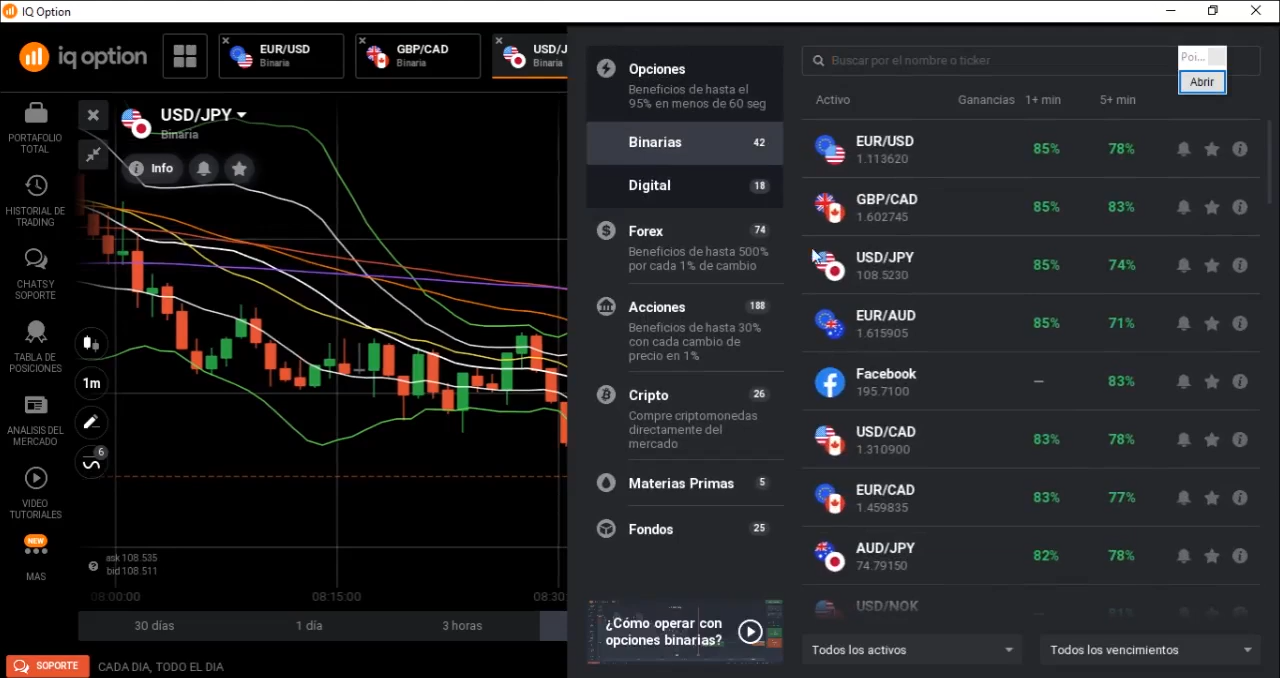 IQ Option
iq option
EUR/USD
Binaria
GBP/CAD
Binaria
USD/J
Binaria
PORTAFOLIO
TOTAL
HISTORIAL DE
TRADING
CHATS Y
SOPORTE
TABLA DE
POSICIONES
ANALISIS DEL
MERCADO
VIDEO
TUTORIALES
NEW
MAS
USD/JPY
Binaria
Info
1m
6
ask 108.535
bid 108.511
08:00:00
08:15:00
08:30:
30 días
1 día
3 horas
SOPORTE
CADA DIA, TODO EL DIA
Opciones
Beneficios de hasta el
95% en menos de 60 seg
Binarias 42
Digital 18
Forex 74
Beneficios de hasta 500%
por cada 1% de cambio
Acciones 188
Beneficios de hasta 30%
con cada cambio de
precio en 1%
Cripto 26
Compre criptomonedas
directamente del
mercado
Materias Primas 5
Fondos 25
¿Cómo operar con
opciones binarias?
Buscar por el nombre o ticker
Poi...
Abrir
Activo Ganancias 1+ min 5+ min
EUR/USD 85% 78%
1.113620
GBP/CAD 85% 83%
1.602745
USD/JPY 85% 74%
108.5230
EUR/AUD 85% 71%
1.615905
Facebook – 83%
195.7100
USD/CAD 83% 78%
1.310900
EUR/CAD 83% 77%
1.459835
AUD/JPY 82% 78%
74.79150
USD/NOK – 81%
Todos los activos
Todos los vencimientos